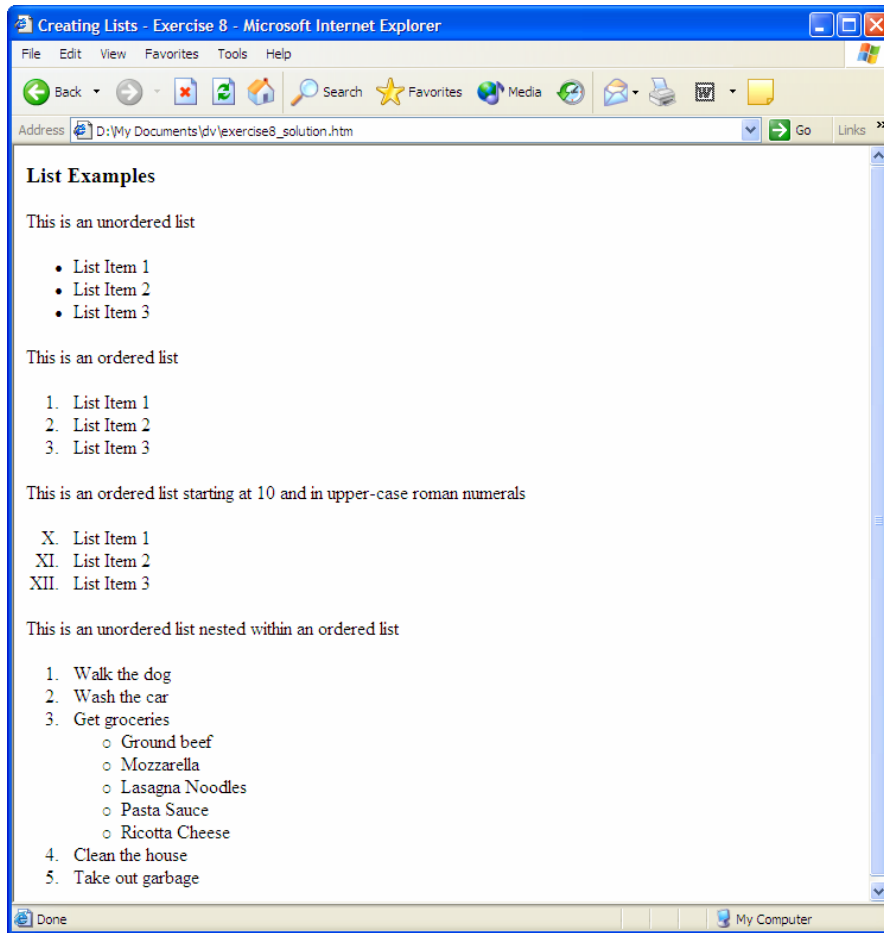 Creating Lists - Exercise 8 - Microsoft Internet Explorer
File Edit View Favorites Tools Help
Back Search Favorites Media W
Address D:\My Documents\dv\exercise8_solution.htm Go Links »
List Examples
This is an unordered list
• List Item 1
• List Item 2
• List Item 3
This is an ordered list
1. List Item 1
2. List Item 2
3. List Item 3
This is an ordered list starting at 10 and in upper-case roman numerals
X. List Item 1
XI. List Item 2
XII. List Item 3
This is an unordered list nested within an ordered list
1. Walk the dog
2. Wash the car
3. Get groceries
○ Ground beef
○ Mozzarella
○ Lasagna Noodles
○ Pasta Sauce
○ Ricotta Cheese
4. Clean the house
5. Take out garbage
Done My Computer